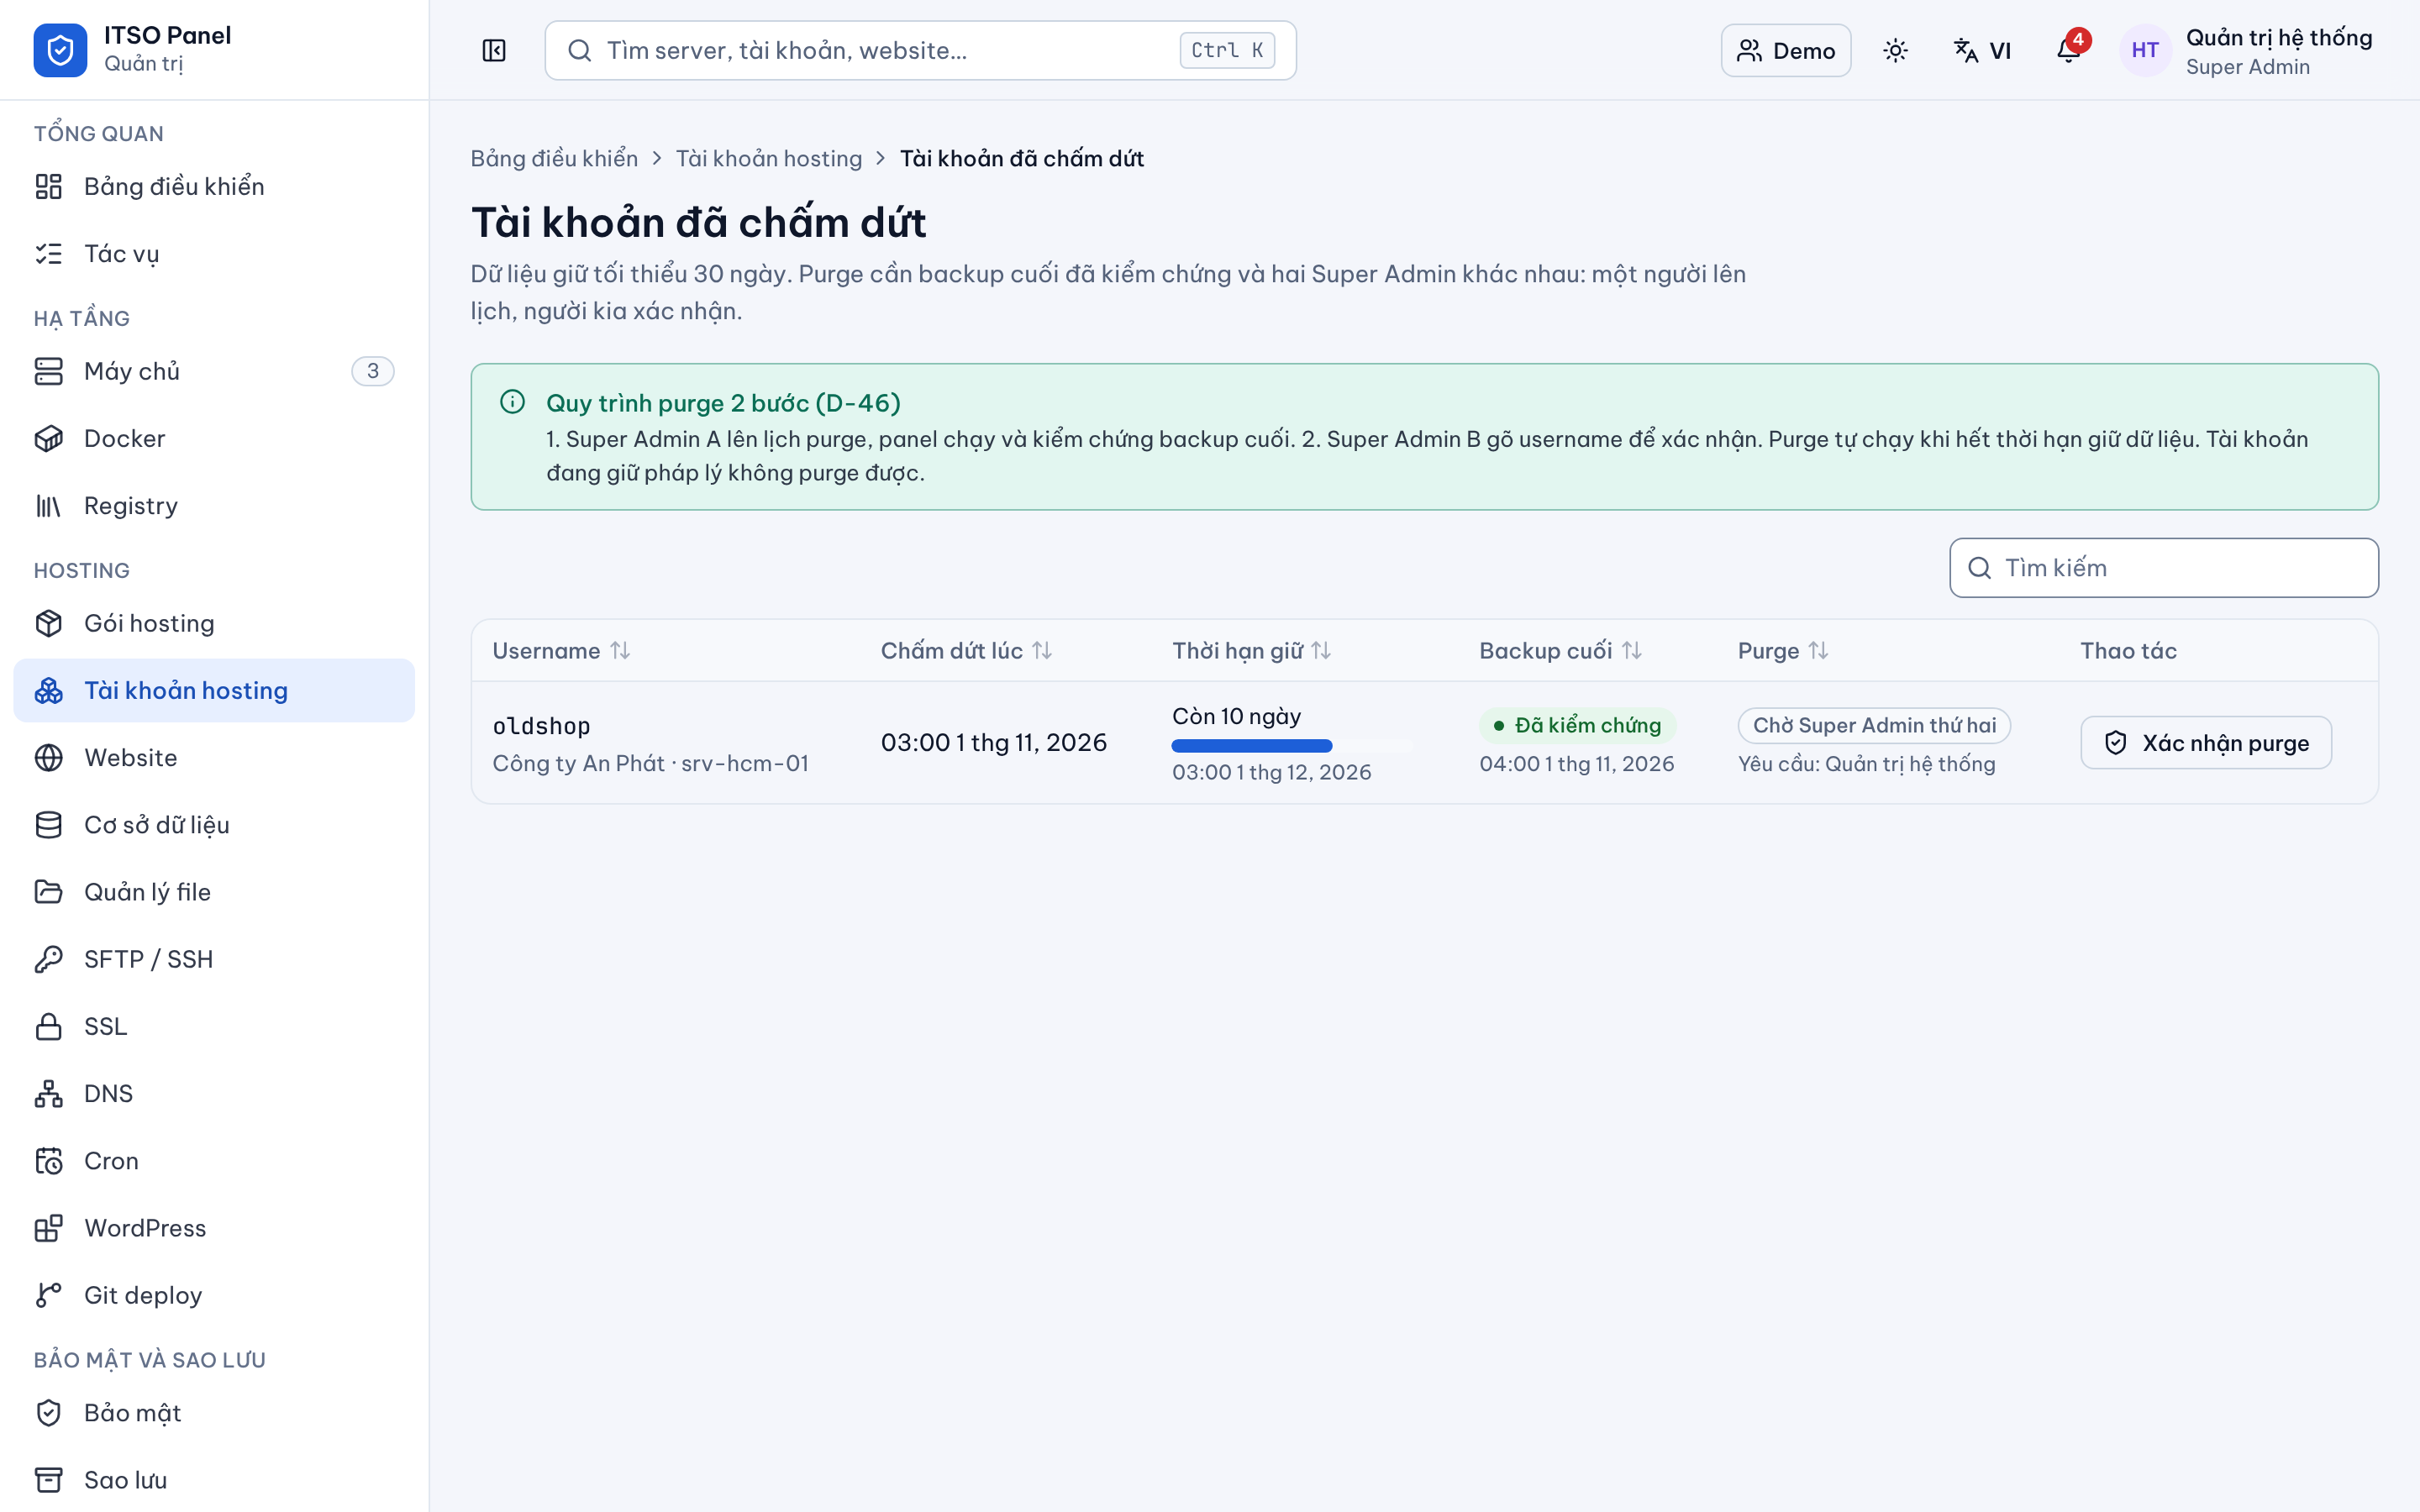 ITSO Panel
Quản trị
Tìm server, tài khoản, website...
Ctrl K
Demo
VI
4
HT
Quản trị hệ thống
Super Admin
TỔNG QUAN
Bảng điều khiển
Tác vụ
HẠ TẦNG
Máy chủ
3
Docker
Registry
HOSTING
Gói hosting
Tài khoản hosting
Website
Cơ sở dữ liệu
Quản lý file
SFTP / SSH
SSL
DNS
Cron
WordPress
Git deploy
BẢO MẬT VÀ SAO LƯU
Bảo mật
Sao lưu
Bảng điều khiển > Tài khoản hosting > Tài khoản đã chấm dứt
Tài khoản đã chấm dứt
Dữ liệu giữ tối thiểu 30 ngày. Purge cần backup cuối đã kiểm chứng và hai Super Admin khác nhau: một người lên
lịch, người kia xác nhận.
Quy trình purge 2 bước (D-46)
1. Super Admin A lên lịch purge, panel chạy và kiểm chứng backup cuối. 2. Super Admin B gõ username để xác nhận. Purge tự chạy khi hết thời hạn giữ dữ liệu. Tài khoản
đang giữ pháp lý không purge được.
Tìm kiếm
Username Chấm dứt lúc Thời hạn giữ Backup cuối Purge Thao tác
oldshop
Công ty An Phát · srv-hcm-01
03:00 1 thg 11, 2026
Còn 10 ngày
03:00 1 thg 12, 2026
Đã kiểm chứng
04:00 1 thg 11, 2026
Chờ Super Admin thứ hai
Yêu cầu: Quản trị hệ thống
Xác nhận purge